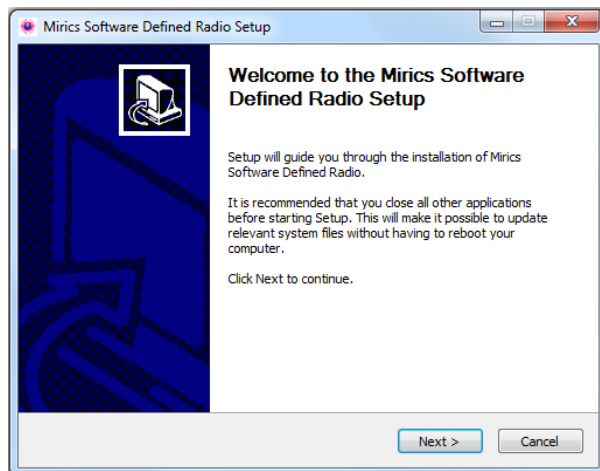 Mirics Software Defined Radio Setup
Welcome to the Mirics Software
Defined Radio Setup
Setup will guide you through the installation of Mirics
Software Defined Radio.
It is recommended that you close all other applications
before starting Setup. This will make it possible to update
relevant system files without having to reboot your
computer.
Click Next to continue.
Next >
Cancel